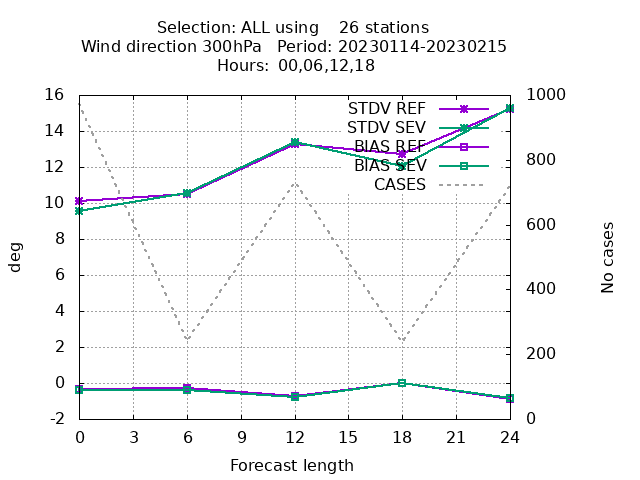 Selection: ALL using    26 stations
Wind direction 300hPa   Period: 20230114-20230215
Hours:  00,06,12,18
STDV REF
STDV SEV
BIAS REF
BIAS SEV
CASES
16
14
12
10
8
6
4
2
0
-2
deg
1000
800
600
400
200
0
No cases
0 3 6 9 12 15 18 21 24
Forecast length